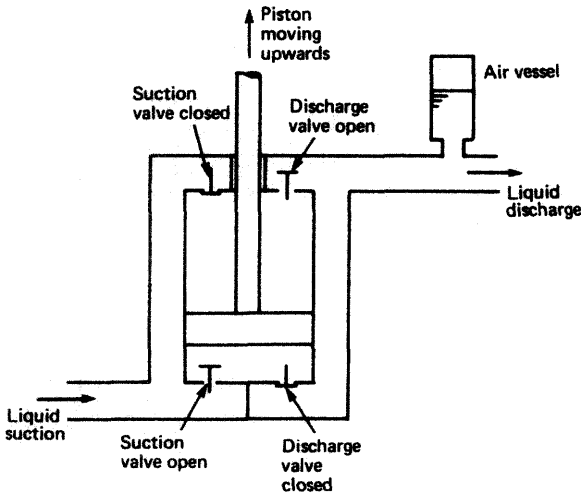 Piston
moving
upwards
Air vessel
Suction
valve closed
Discharge
valve open
Liquid
discharge
Liquid
suction
Suction
valve open
Discharge
valve
closed